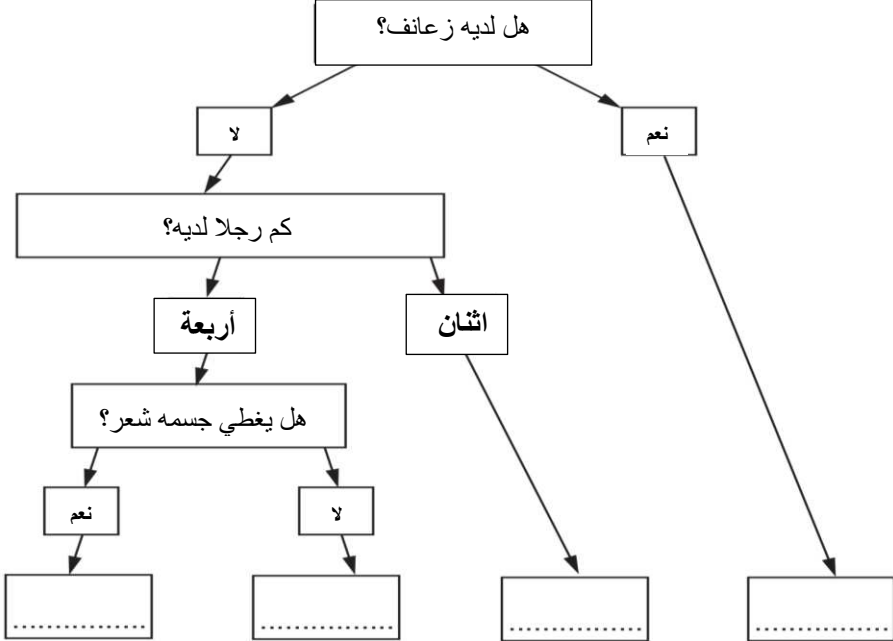 هل لديه زعانف؟
لا
نعم
كم رجلا لديه؟
أربعة
اثنان
هل يغطي جسمه شعر؟
نعم
لا